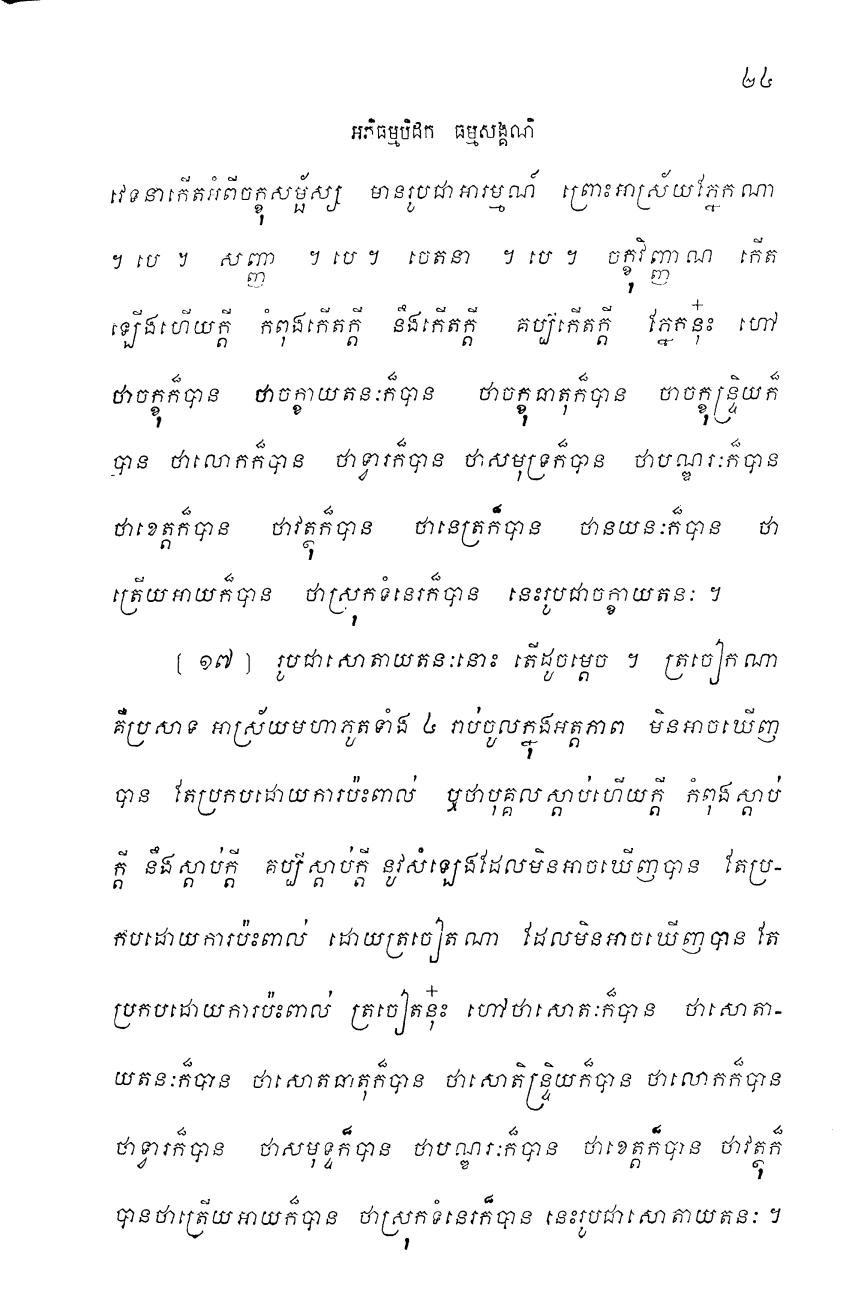 ២៤
អភិធម្មបិដក ធម្មសង្គណិ
វេទនាកើតអំពីចក្ខុសម្ផ័ស្ស មានរូបជាអារម្មណ៍ ព្រោះអាស្រ័យភ្នែកណា
។ បេ ។ សញ្ញា ។ បេ ។ ចេតនា ។ បេ ។ ចក្ខុវិញ្ញាណ កើត
ឡើងហើយក្តី កំពុងកើតក្តី នឹងកើតក្តី គប្បីកើតក្តី ភ្នែកនុ៎ះ ហៅ
ថាចក្ខុក៏បាន ថាចក្ខាយតនៈក៏បាន ថាចក្ខុធាតុក៏បាន ថាចក្ខុន្ទ្រិយក៏
បាន ថាលោកក៏បាន ថាទ្វារក៏បាន ថាសមុទ្រក៏បាន ថាបណ្ឌរៈក៏បាន
ថាខេត្តក៏បាន ថាវត្ថុក៏បាន ថានេត្រក៏បាន ថានយនៈក៏បាន ថា
ត្រើយអាយក៏បាន ថាស្រុកទំនេរក៏បាន នេះរូបជាចក្ខាយតនៈ ។
[ ១៧ ] រូបជាសោតាយតនៈនោះ តើដូចម្តេច ។ ត្រចៀកណា
គឺប្រសាទ អាស្រ័យមហាភូតទាំង ៤ រាប់ចូលក្នុងអត្តភាព មិនអាចឃើញ
បាន តែប្រកបដោយការប៉ះពាល់ ឬថាបុគ្គលស្តាប់ហើយក្តី កំពុងស្តាប់
ក្តី នឹងស្តាប់ក្តី គប្បីស្តាប់ក្តី នូវសំឡេងដែលមិនអាចឃើញបាន តែប្រ-
កបដោយការប៉ះពាល់ ដោយត្រចៀតណា ដែលមិនអាចឃើញបាន តែ
ប្រកបដោយការប៉ះពាល់ ត្រចៀតនុ៎ះ ហៅថាសោតៈក៏បាន ថាសោតា-
យតនៈក៏បាន ថាសោតធាតុក៏បាន ថាសោតិន្ទ្រិយក៏បាន ថាលោកក៏បាន
ថាទ្វារក៏បាន ថាសមុទ្ទក៏បាន ថាបណ្ឌរៈក៏បាន ថាខេត្តក៏បាន ថាវត្ថុក៏
បានថាត្រើយអាយក៏បាន ថាស្រុកទំនេរក៏បាន នេះរូបជាសោតាយតនៈ ។